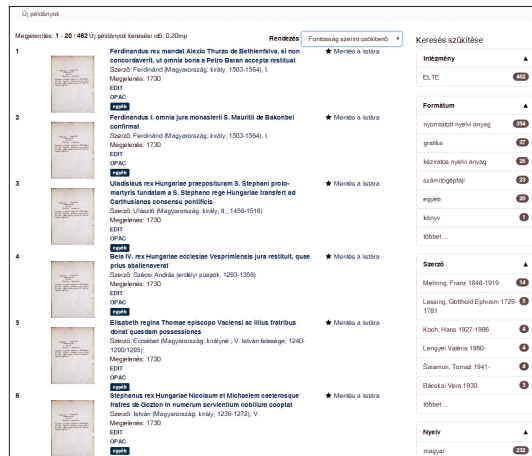 Új példányok
Megjelenítés: 1 - 20 / 462 Új példányok keresési idő: 0.20mp
Rendezés Fontosság szerint csökkenő
1
Ferdinandus rex mandat Alexio Thurzo de Bethlenfalva, si non
concordaverit, ut omnia bona a Petro Baran accepta restituat
Szerző: Ferdinánd (Magyarország: király, 1503-1564), I.
Megjelenés: 1730
EDIT
OPAC
egyéb
Mentés a listára
2
Ferdinandus I. omnia jura monasterii S. Mauritii de Bakonbel
confirmat
Szerző: Ferdinánd (Magyarország: király, 1503-1564), I.
Megjelenés: 1730
EDIT
OPAC
egyéb
Mentés a listára
3
Uladislaus rex Hungariae praeposituram S. Stephani proto-
martyris fundatam a S. Stephano rege Hungariae transfert ad
Carthusianos consensu pontificis
Szerző: Ulászló (Magyarország: király, II., 1456-1516)
Megjelenés: 1730
EDIT
OPAC
egyéb
Mentés a listára
4
Bela IV. rex Hungariae ecclesiae Vesprimiensis jura restituit, quae
prius abalienaverat
Szerző: Szécsi András (erdélyi püspök, 1293-1356)
Megjelenés: 1730
EDIT
OPAC
egyéb
Mentés a listára
5
Elisabeth regina Thomae episcopo Vaciensi ac illius fratribus
donat quasdam possessiones
Szerző: Erzsébet (Magyarország: királyné ; V. István felesége, 1240-
1290/1295)
Megjelenés: 1730
EDIT
OPAC
egyéb
Mentés a listára
6
Stephanus rex Hungariae Nicolaum et Michaelem caeterosque
fratres de Gozton in numerum servientium nobilium cooptat
Szerző: István (Magyarország: király, 1239-1272), V.
Megjelenés: 1730
EDIT
OPAC
egyéb
Mentés a listára
Keresés szűkítése
Intézmény
ELTE 462
Formátum
nyomtatott nyelvi anyag 354
grafika 37
kéziratos nyelvi anyag 26
számítógépfájl 23
egyéb 20
könyv 1
többet ...
Szerző
Mehring, Franz 1846-1919 14
Lessing, Gotthold Ephraim 1729- 5
1781
Koch, Hans 1927-1986 4
Lengyel Valéria 1980- 4
Šalamun, Tomaž 1941- 4
Bácskai Vera 1930- 3
többet ...
Nyelv
magyar 232